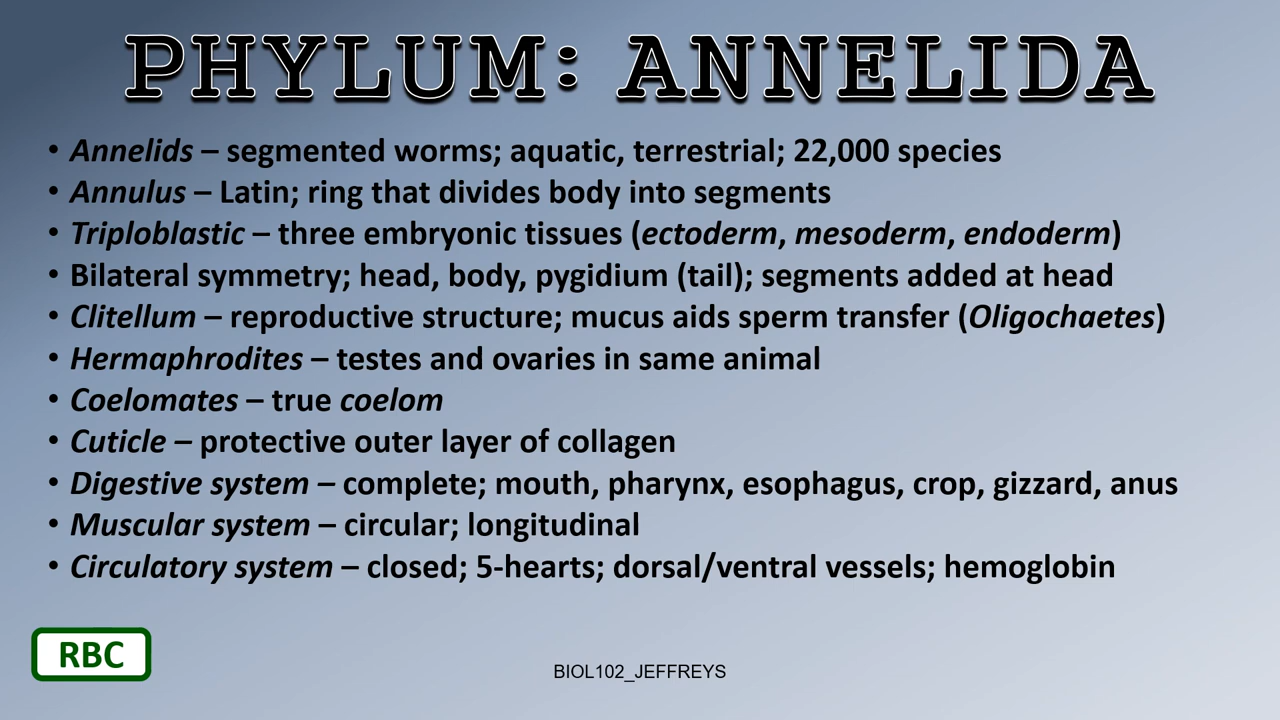 PHYLUM: ANNELIDA
• Annelids – segmented worms; aquatic, terrestrial; 22,000 species
• Annulus – Latin; ring that divides body into segments
• Triploblastic – three embryonic tissues (ectoderm, mesoderm, endoderm)
• Bilateral symmetry; head, body, pygidium (tail); segments added at head
• Clitellum – reproductive structure; mucus aids sperm transfer (Oligochaetes)
• Hermaphrodites – testes and ovaries in same animal
• Coelomates – true coelom
• Cuticle – protective outer layer of collagen
• Digestive system – complete; mouth, pharynx, esophagus, crop, gizzard, anus
• Muscular system – circular; longitudinal
• Circulatory system – closed; 5-hearts; dorsal/ventral vessels; hemoglobin
RBC
BIOL102_JEFFREYS